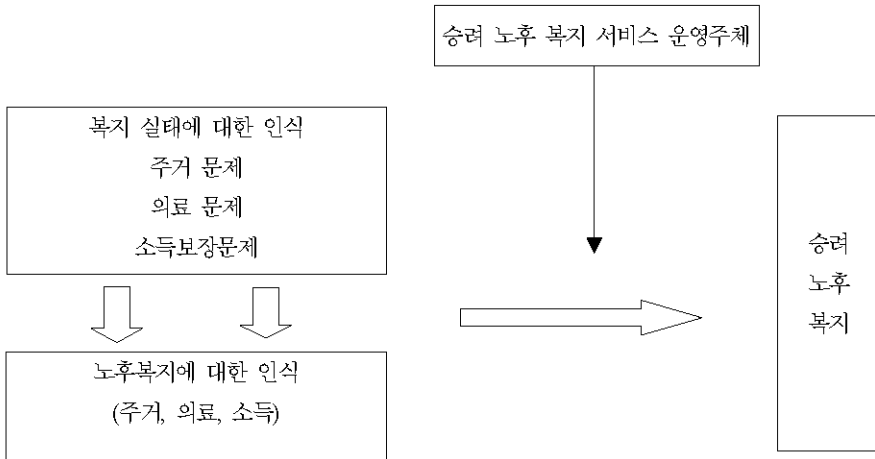 승려 노후 복지 서비스 운영주체
복지 실태에 대한 인식
주거 문제
의료 문제
소득보장문제
노후복지에 대한 인식
(주거, 의료, 소득)
승려
노후
복지